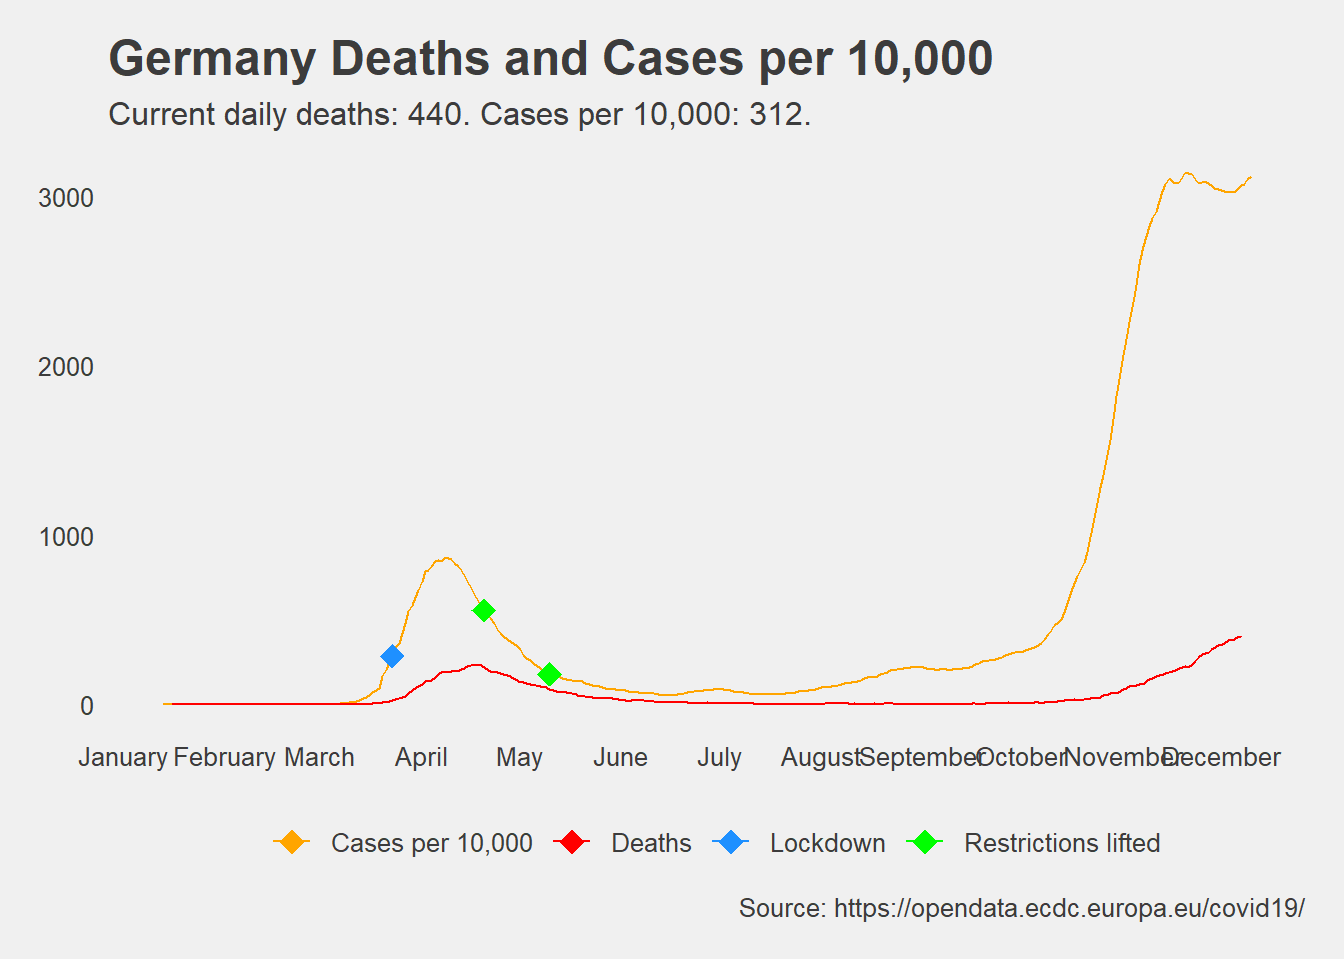 Germany Deaths and Cases per 10,000
Current daily deaths: 440. Cases per 10,000: 312.
3000
2000
1000
0
January February March April May June July August September October November December
Cases per 10,000 Deaths Lockdown Restrictions lifted
Source: https://opendata.ecdc.europa.eu/covid19/